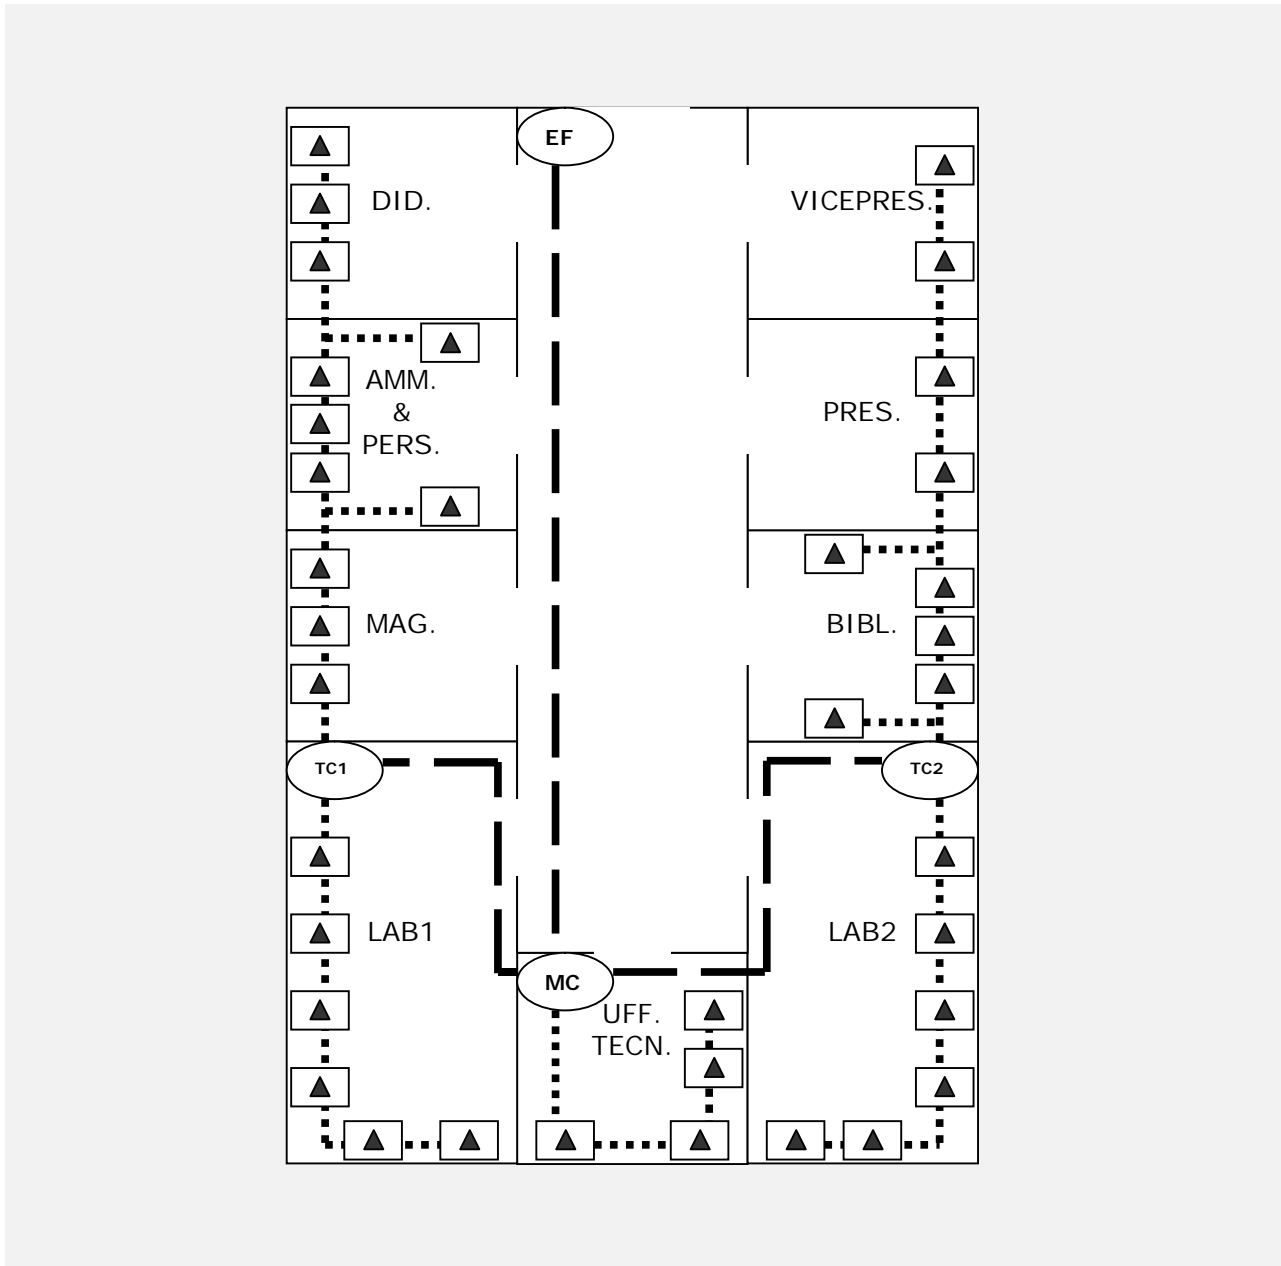 EF
DID.
VICEPRES.
AMM.
&
PERS.
PRES.
MAG.
BIBL.
TC1
TC2
LAB1
LAB2
MC
UFF.
TECN.